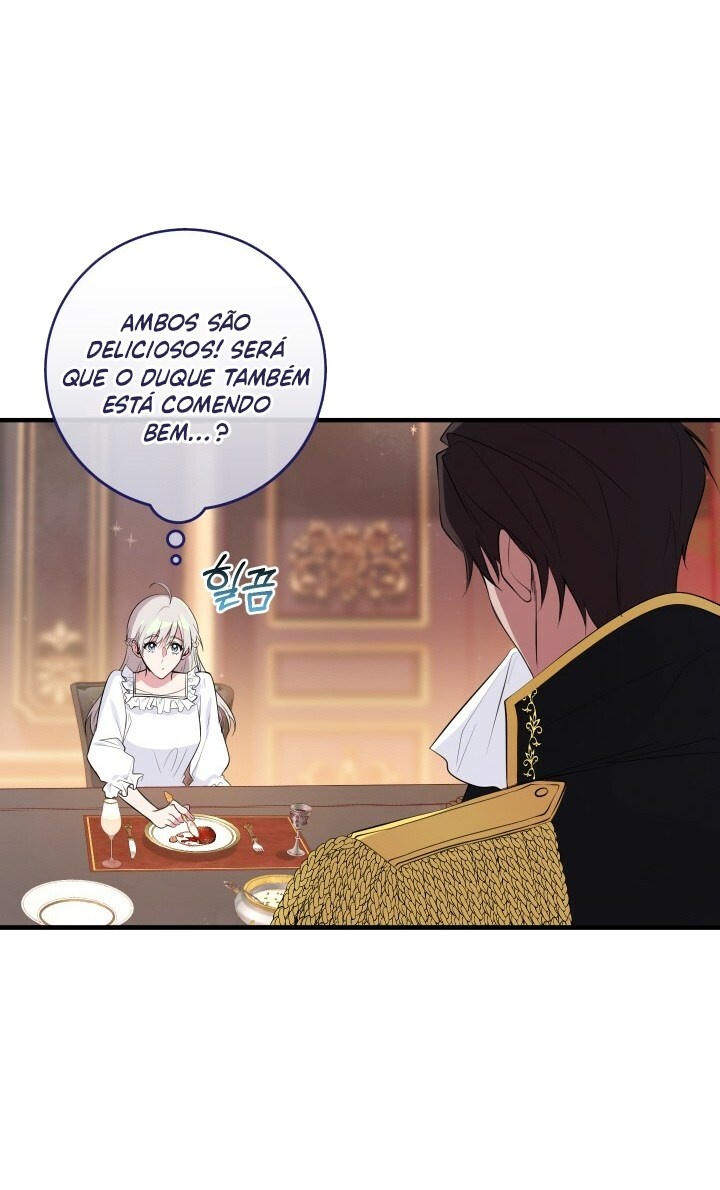 AMBOS SÃO
DELICIOSOS! SERÁ
QUE O DUQUE TAMBÉM
ESTÁ COMENDO
BEM...?
힐끔